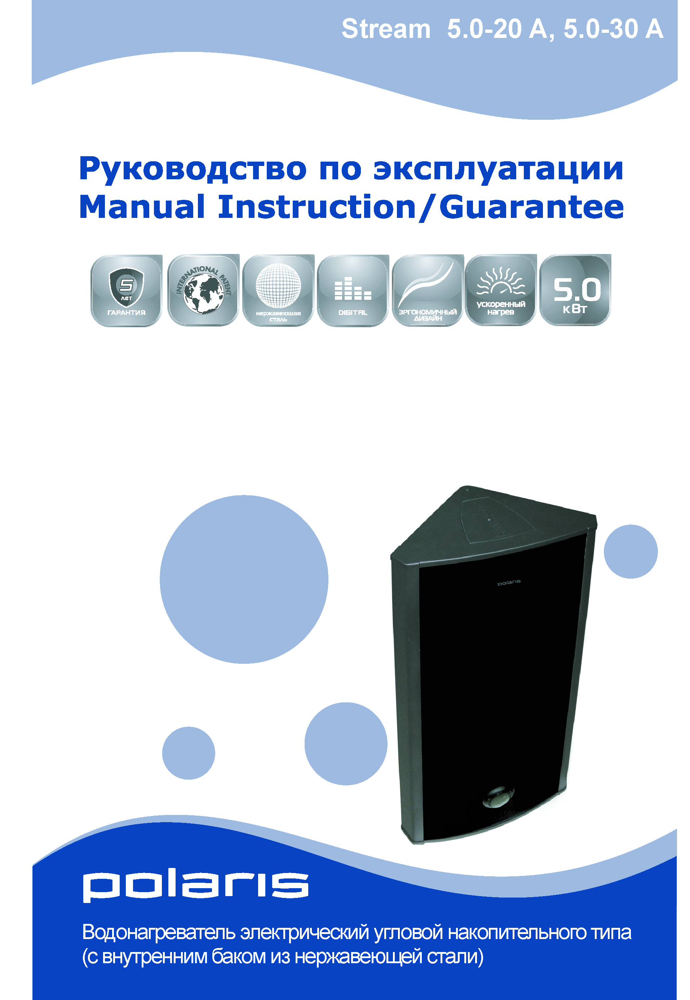 Stream 5.0-20 А, 5.0-30 А
Руководство по эксплуатации
Manual Instruction/Guarantee
5
лет
ГАРАНТИЯ
INTERNATIONAL PATENT
нержавеющая
сталь
DIGITAL
ЭРГОНОМИЧНЫЙ
ДИЗАЙН
ускоренный
нагрев
5.0
кВт
polaris
polaris
Водонагреватель электрический угловой накопительного типа
(с внутренним баком из нержавеющей стали)